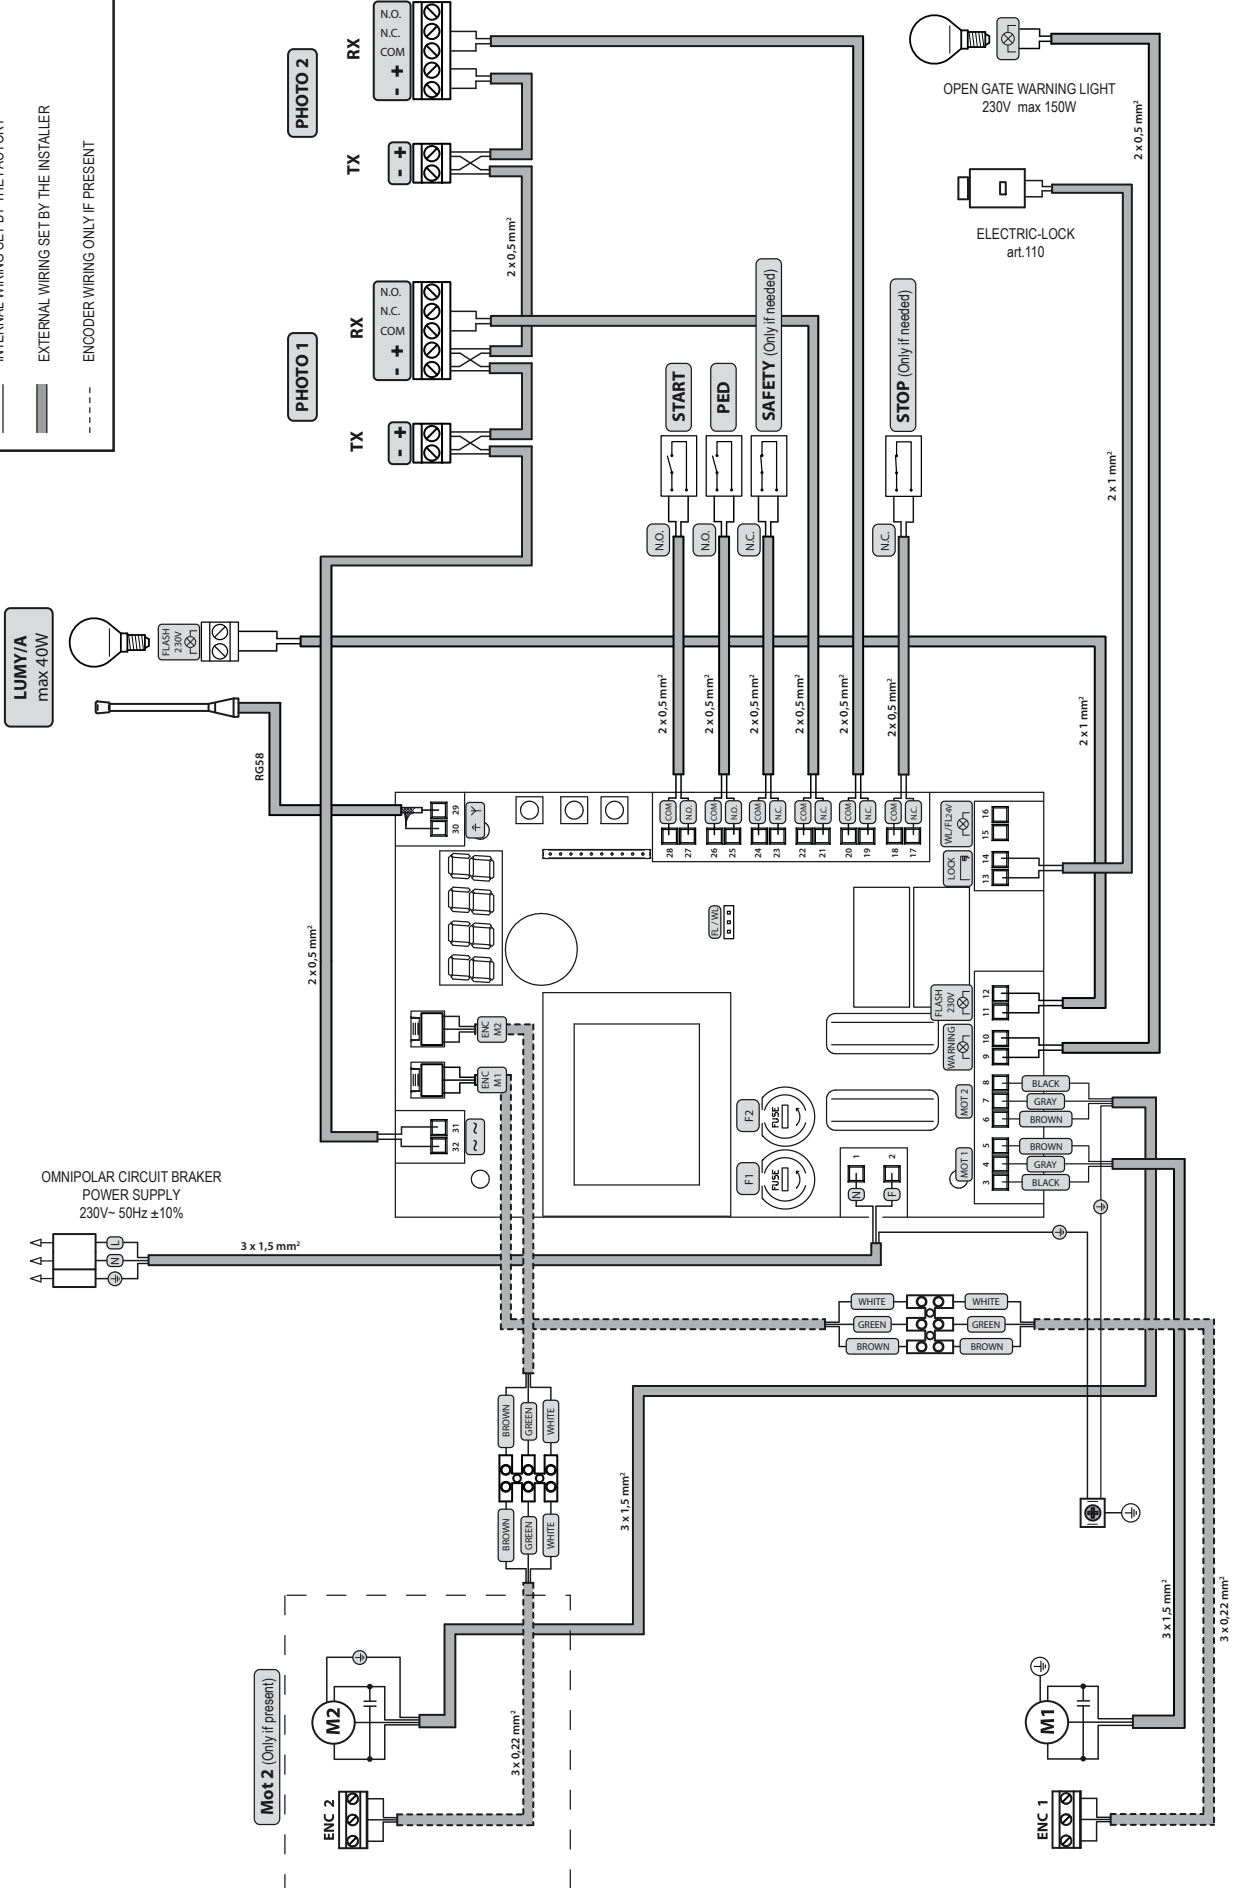 INTERNAL WIRING SET BY THE FACTORY
EXTERNAL WIRING SET BY THE INSTALLER
ENCODER WIRING ONLY IF PRESENT
PHOTO 2
RX
N.O.
N.C.
COM
+
-
TX
- +
2 x 0,5 mm²
PHOTO 1
RX
N.O.
N.C.
COM
+
-
TX
- +
OPEN GATE WARNING LIGHT
230V max 150W
2 x 0,5 mm²
ELECTRIC-LOCK
art.110
2 x 1 mm²
LUMY/A
max 40W
FLASH
230V
RG58
START
PED
SAFETY (Only if needed)
STOP (Only if needed)
N.O.
N.O.
N.C.
N.C.
2 x 0,5 mm²
2 x 0,5 mm²
2 x 0,5 mm²
2 x 0,5 mm²
2 x 0,5 mm²
2 x 0,5 mm²
2 x 1 mm²
2 x 0,5 mm²
29
30
COM
N.O.
COM
N.O.
COM
N.C.
COM
N.C.
COM
N.C.
COM
N.C.
28
27
26
25
24
23
22
21
20
19
18
17
WL/FL24V
16
15
LOCK
14
13
FL / WL
FLASH
230V
12
11
WARNING
10
9
MOT 2
8
7
6
BLACK
GRAY
BROWN
MOT 1
5
4
3
BROWN
GRAY
BLACK
ENC
M2
ENC
M1
31
32
~ ~
F2
FUSE
F1
FUSE
1
2
N
F
OMNIPOLAR CIRCUIT BRAKER
POWER SUPPLY
230V~ 50Hz ±10%
L
N
3 x 1,5 mm²
WHITE
GREEN
BROWN
WHITE
GREEN
BROWN
BROWN
GREEN
WHITE
BROWN
GREEN
WHITE
3 x 1,5 mm²
Mot 2 (Only if present)
M2
ENC 2
3 x 0,22 mm²
M1
ENC 1
3 x 1,5 mm²
3 x 0,22 mm²